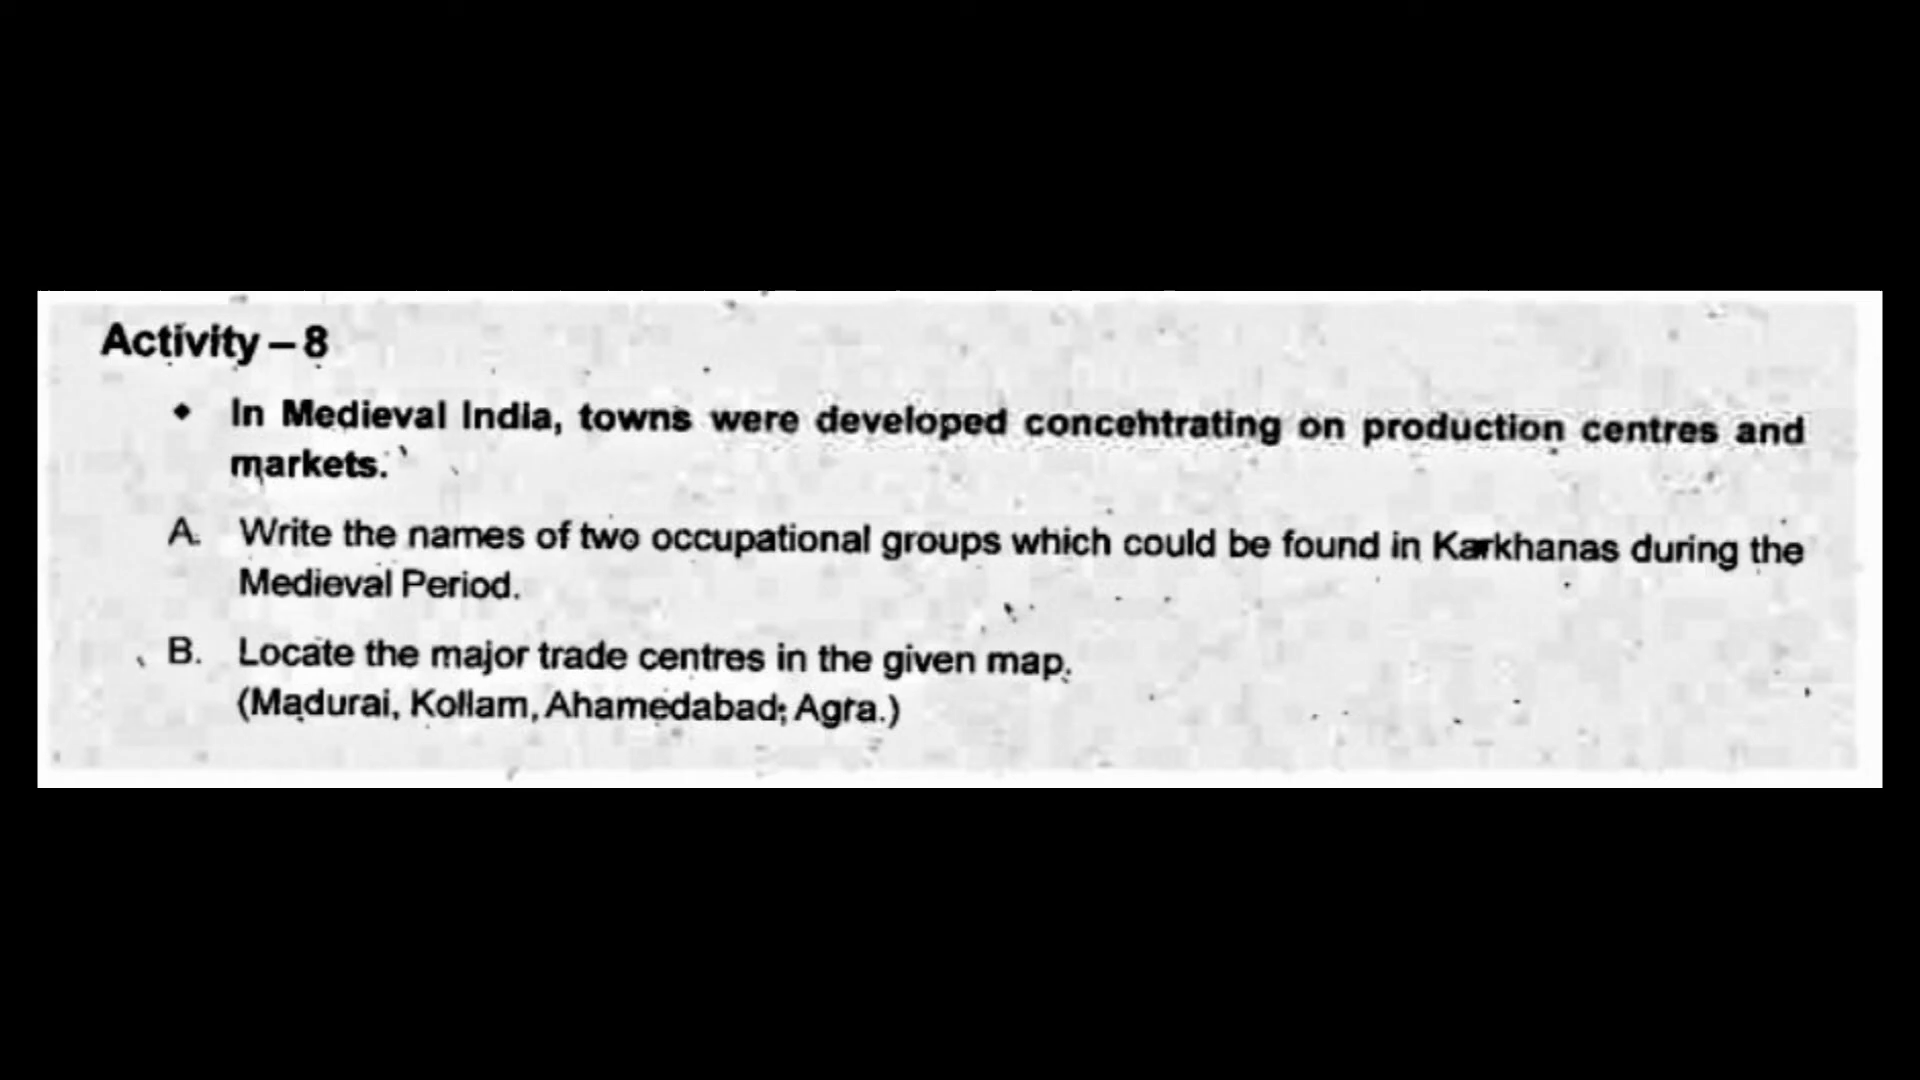 Activity – 8
• In Medieval India, towns were developed concehtrating on production centres and
markets.
A. Write the names of two occupational groups which could be found in Karkhanas during the
Medieval Period.
B. Locate the major trade centres in the given map.
(Madurai, Kollam, Ahamedabad; Agra.)